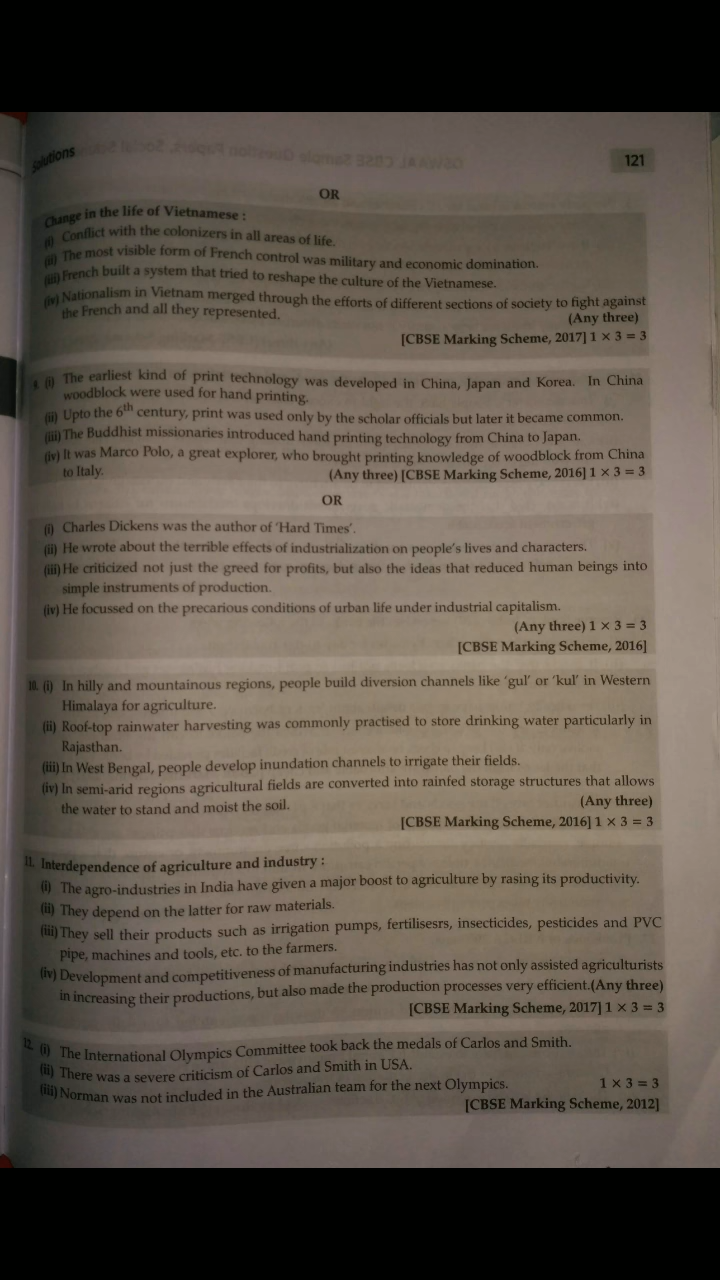 Solutions
121
OR
Change in the life of Vietnamese :
(i) Conflict with the colonizers in all areas of life.
(ii) The most visible form of French control was military and economic domination.
(iii) French built a system that tried to reshape the culture of the Vietnamese.
(iv) Nationalism in Vietnam merged through the efforts of different sections of society to fight against
the French and all they represented. (Any three)
[CBSE Marking Scheme, 2017] 1 × 3 = 3
9. (i) The earliest kind of print technology was developed in China, Japan and Korea. In China
woodblock were used for hand printing.
(ii) Upto the 6th century, print was used only by the scholar officials but later it became common.
(iii) The Buddhist missionaries introduced hand printing technology from China to Japan.
(iv) It was Marco Polo, a great explorer, who brought printing knowledge of woodblock from China
to Italy. (Any three) [CBSE Marking Scheme, 2016] 1 × 3 = 3
OR
(i) Charles Dickens was the author of 'Hard Times'.
(ii) He wrote about the terrible effects of industrialization on people's lives and characters.
(iii) He criticized not just the greed for profits, but also the ideas that reduced human beings into
simple instruments of production.
(iv) He focussed on the precarious conditions of urban life under industrial capitalism.
(Any three) 1 × 3 = 3
[CBSE Marking Scheme, 2016]
10. (i) In hilly and mountainous regions, people build diversion channels like 'gul' or 'kul' in Western
Himalaya for agriculture.
(ii) Roof-top rainwater harvesting was commonly practised to store drinking water particularly in
Rajasthan.
(iii) In West Bengal, people develop inundation channels to irrigate their fields.
(iv) In semi-arid regions agricultural fields are converted into rainfed storage structures that allows
the water to stand and moist the soil. (Any three)
[CBSE Marking Scheme, 2016] 1 × 3 = 3
11. Interdependence of agriculture and industry :
(i) The agro-industries in India have given a major boost to agriculture by rasing its productivity.
(ii) They depend on the latter for raw materials.
(iii) They sell their products such as irrigation pumps, fertilisesrs, insecticides, pesticides and PVC
pipe, machines and tools, etc. to the farmers.
(iv) Development and competitiveness of manufacturing industries has not only assisted agriculturists
in increasing their productions, but also made the production processes very efficient.(Any three)
[CBSE Marking Scheme, 2017] 1 × 3 = 3
12. (i) The International Olympics Committee took back the medals of Carlos and Smith.
(ii) There was a severe criticism of Carlos and Smith in USA.
(iii) Norman was not included in the Australian team for the next Olympics. 1 × 3 = 3
[CBSE Marking Scheme, 2012]